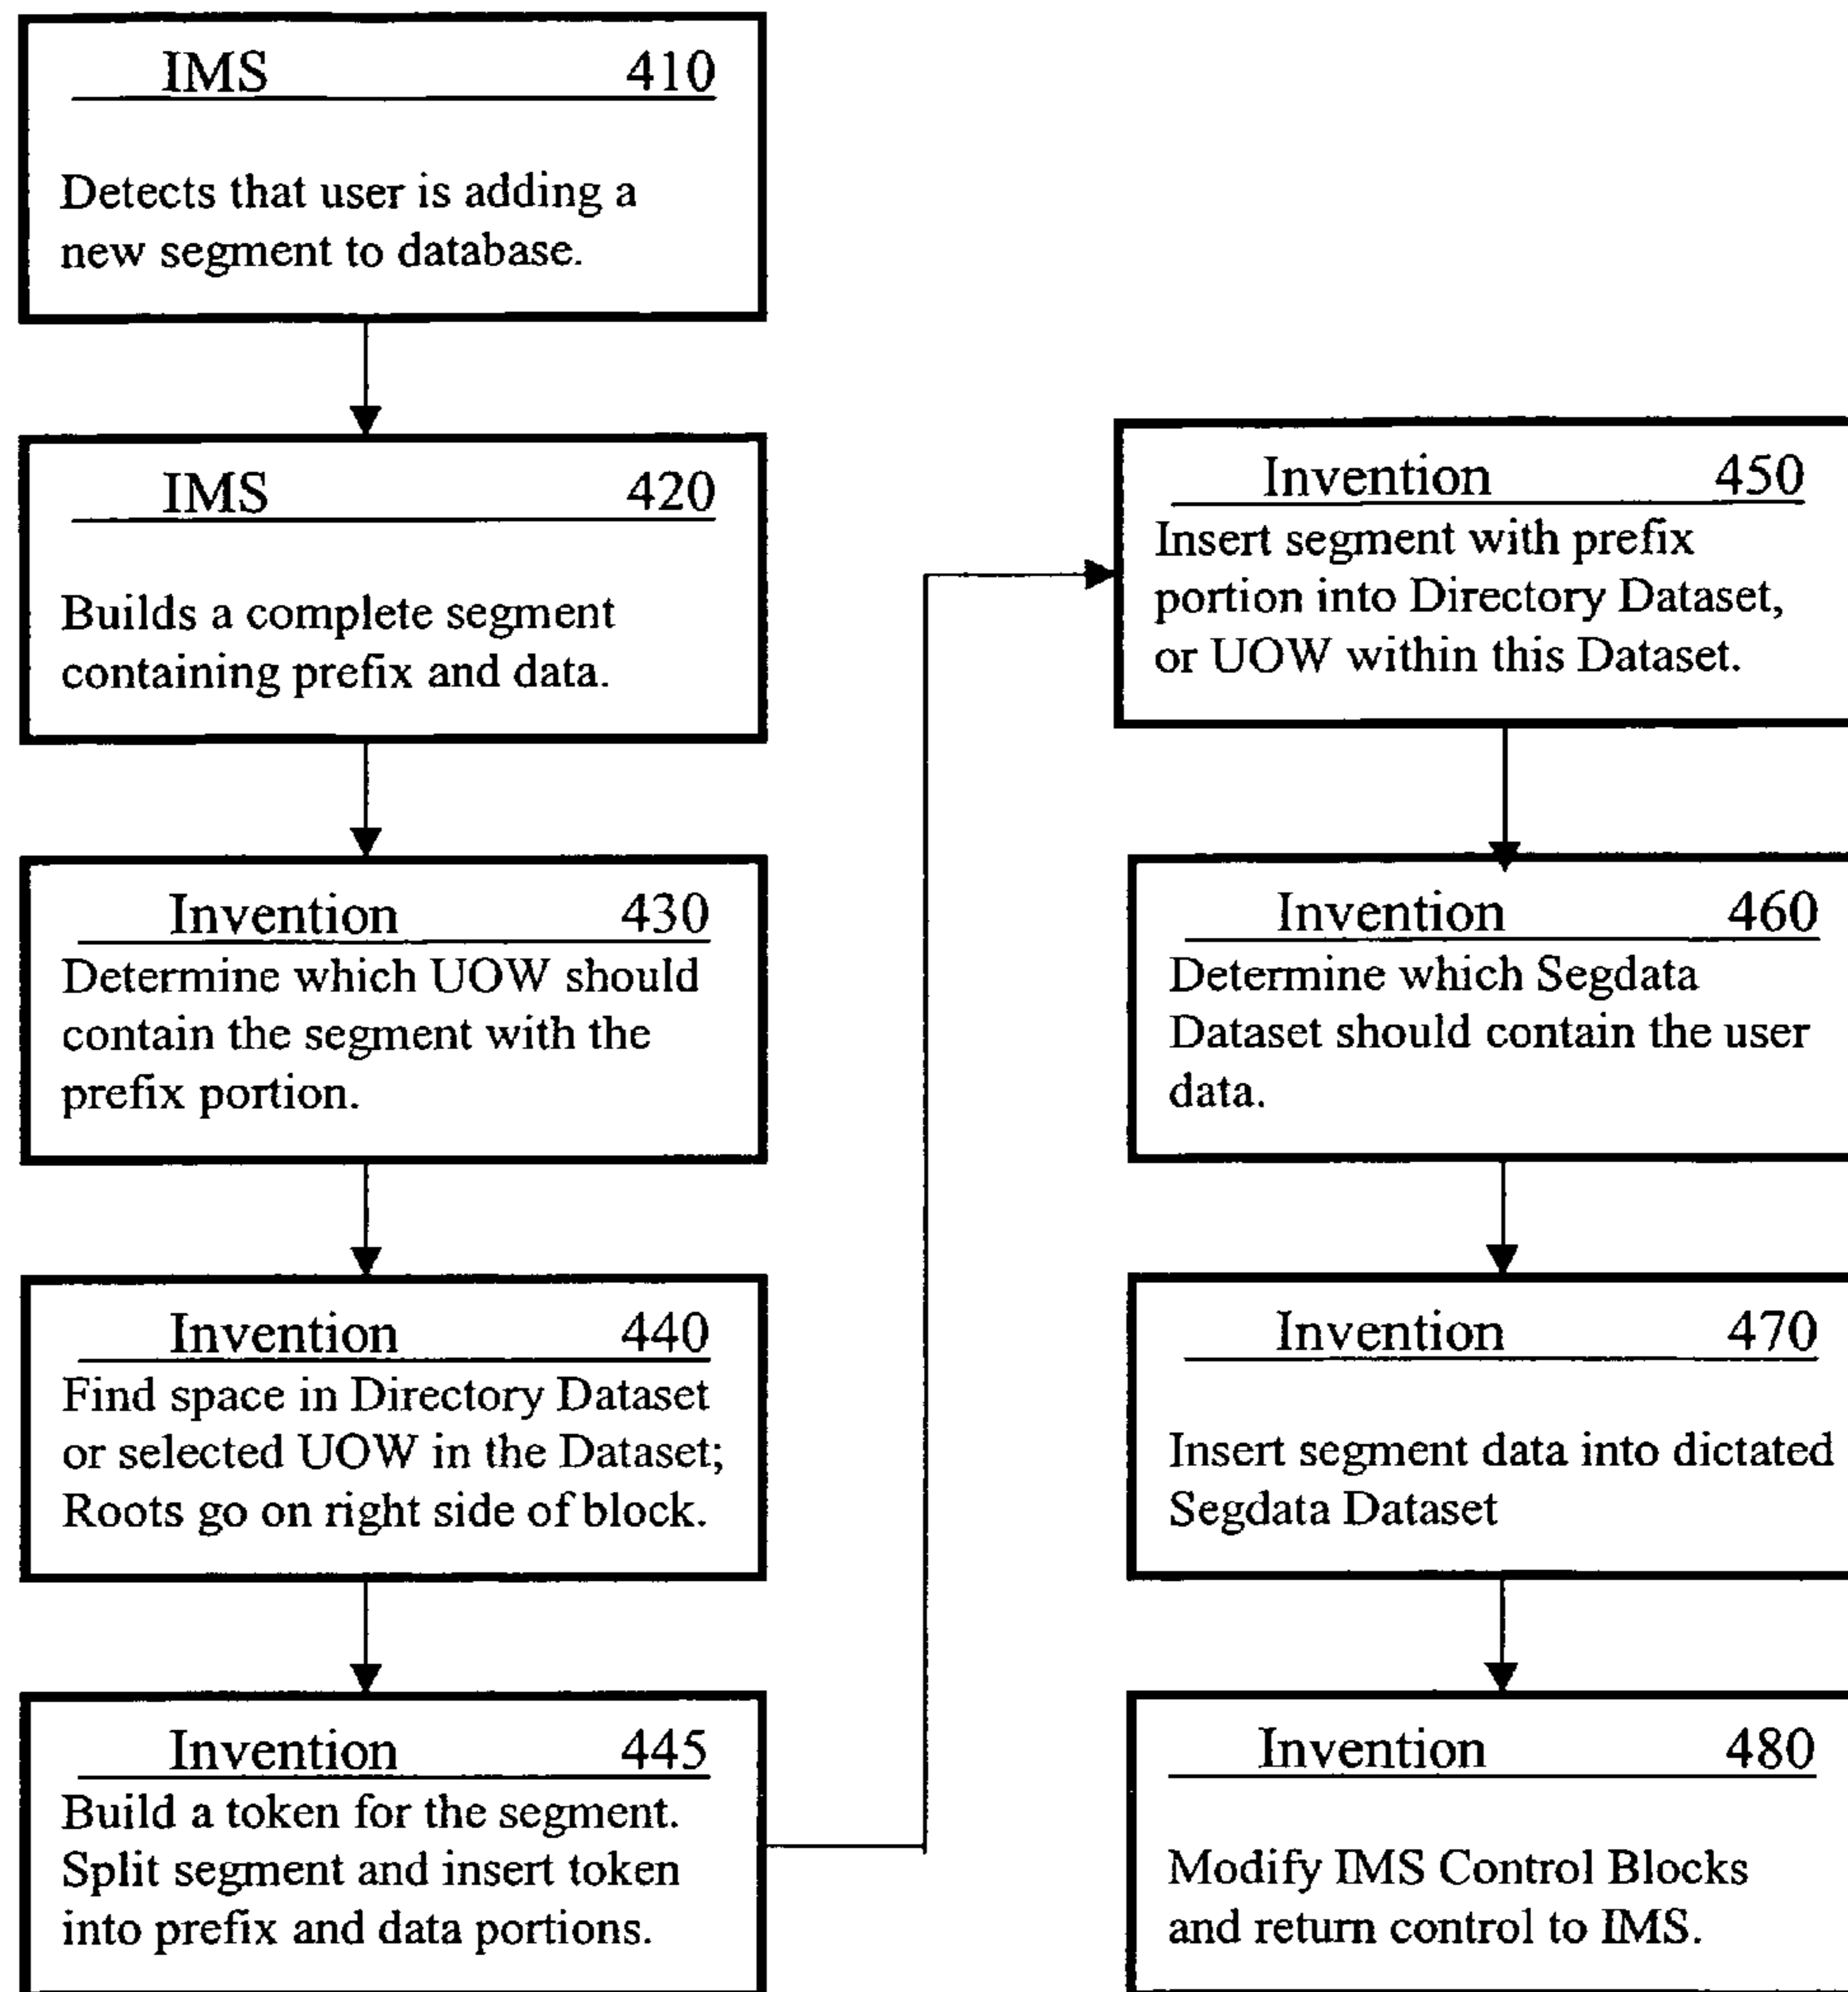 IMS 410
Detects that user is adding a
new segment to database.
IMS 420
Builds a complete segment
containing prefix and data.
Invention 430
Determine which UOW should
contain the segment with the
prefix portion.
Invention 440
Find space in Directory Dataset
or selected UOW in the Dataset;
Roots go on right side of block.
Invention 445
Build a token for the segment.
Split segment and insert token
into prefix and data portions.
Invention 450
Insert segment with prefix
portion into Directory Dataset,
or UOW within this Dataset.
Invention 460
Determine which Segdata
Dataset should contain the user
data.
Invention 470
Insert segment data into dictated
Segdata Dataset
Invention 480
Modify IMS Control Blocks
and return control to IMS.